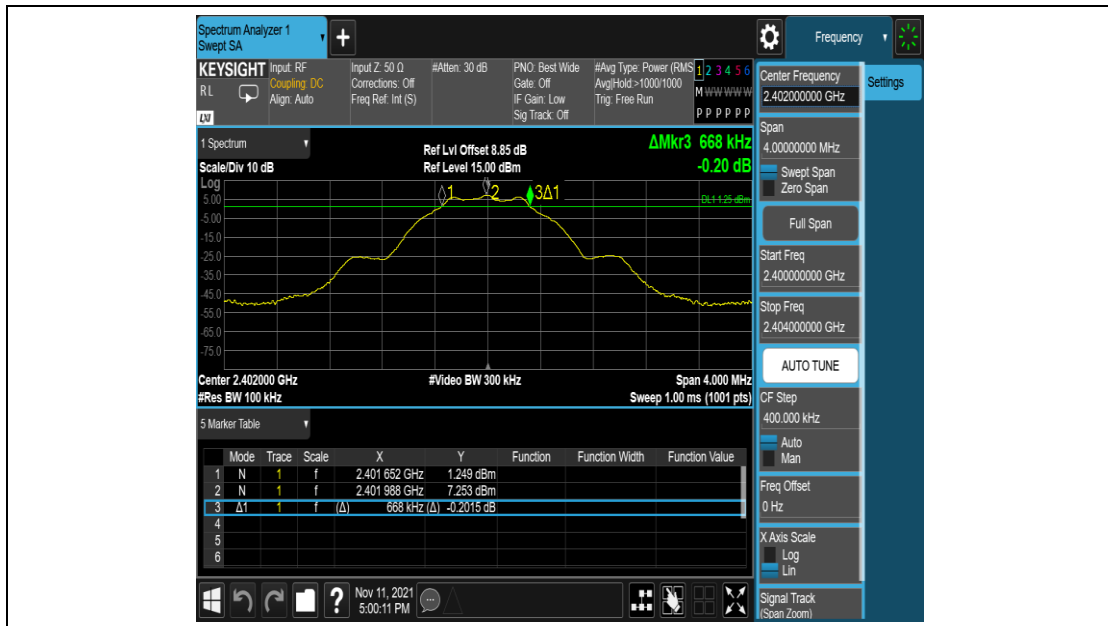 Spectrum Analyzer 1
Swept SA
+
Frequency
KEYSIGHT
RL
LXI
Input: RF
Coupling: DC
Align: Auto
Input Z: 50 Ω
Corrections: Off
Freq Ref: Int (S)
#Atten: 30 dB
PNO: Best Wide
Gate: Off
IF Gain: Low
Sig Track: Off
#Avg Type: Power (RMS
Avg|Hold:>1000/1000
Trig: Free Run
1 2 3 4 5 6
M W W W W W
P P P P P P
1 Spectrum
Scale/Div 10 dB
Ref Lvl Offset 8.85 dB
Ref Level 15.00 dBm
ΔMkr3 668 kHz
-0.20 dB
Log
5.00
-5.00
-15.0
-25.0
-35.0
-45.0
-55.0
-65.0
-75.0
1
2
3Δ1
DL1 1.25 dBm
Center 2.402000 GHz
#Video BW 300 kHz
Span 4.000 MHz
#Res BW 100 kHz
Sweep 1.00 ms (1001 pts)
5 Marker Table
Mode Trace Scale X Y Function Function Width Function Value
1 N 1 f 2.401 652 GHz 1.249 dBm
2 N 1 f 2.401 988 GHz 7.253 dBm
3 Δ1 1 f (Δ) 668 kHz (Δ) -0.2015 dB
4
5
6
Nov 11, 2021
5:00:11 PM
?
Center Frequency
2.402000000 GHz
Settings
Span
4.00000000 MHz
Swept Span
Zero Span
Full Span
Start Freq
2.400000000 GHz
Stop Freq
2.404000000 GHz
AUTO TUNE
CF Step
400.000 kHz
Auto
Man
Freq Offset
0 Hz
X Axis Scale
Log
Lin
Signal Track
(Span Zoom)